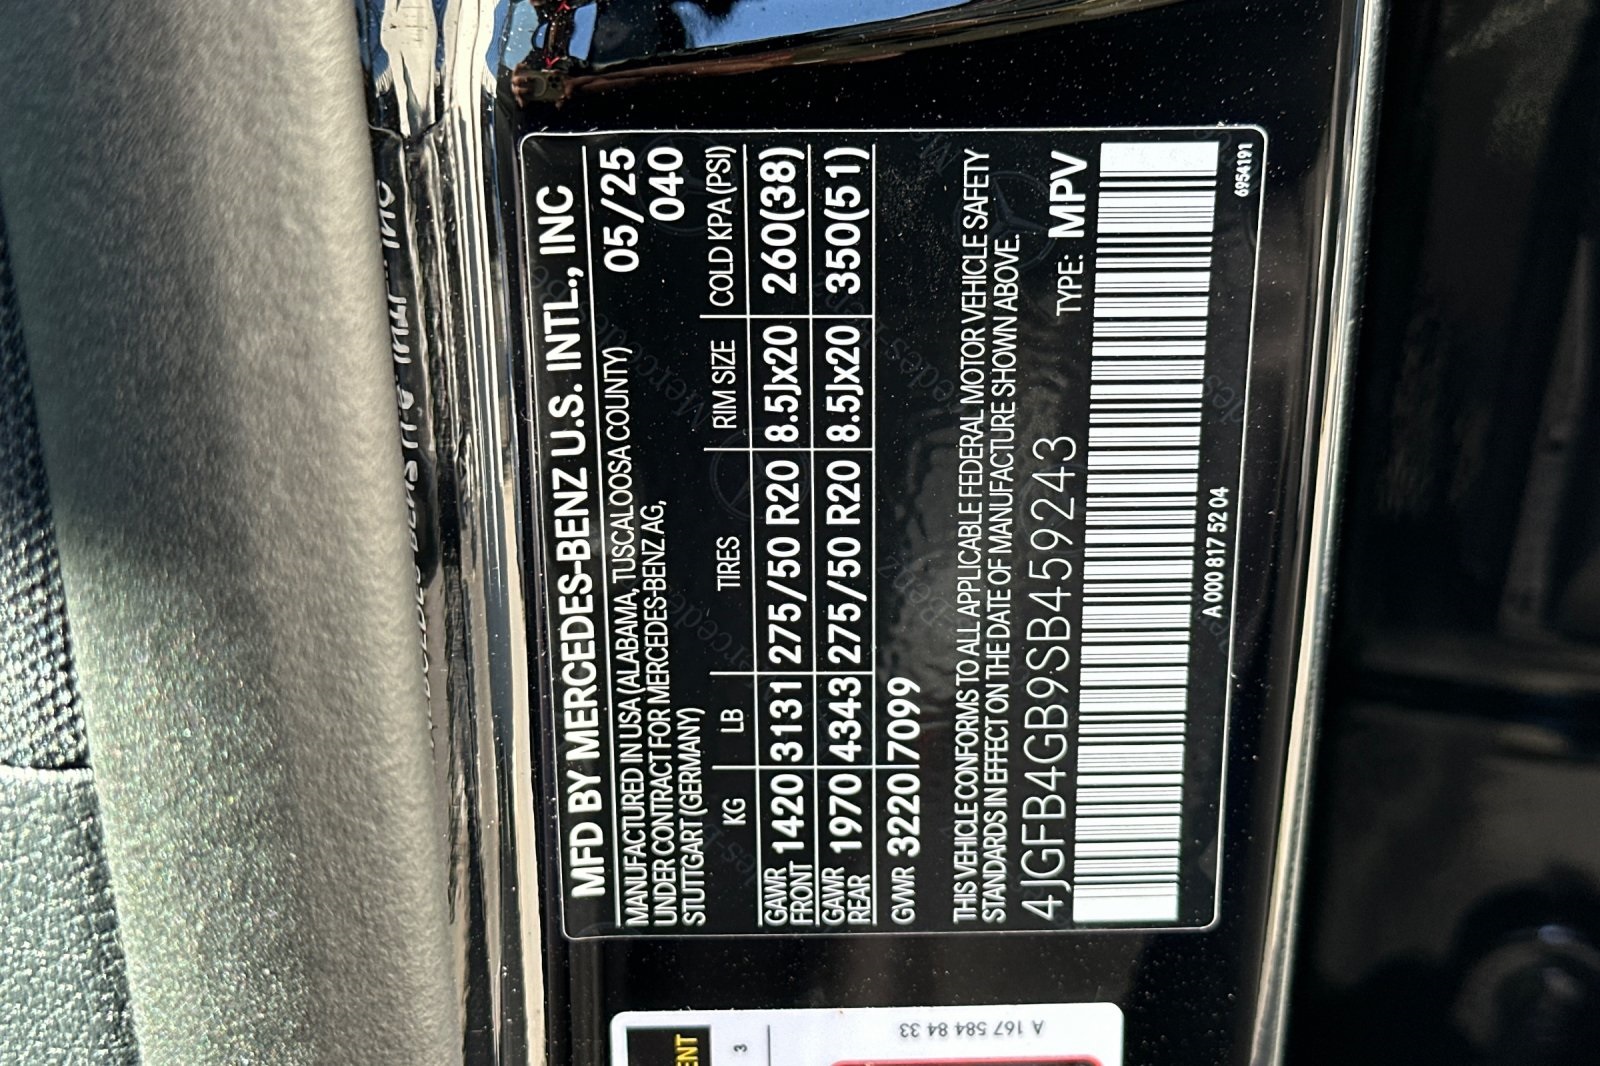 MFD BY MERCEDES-BENZ U.S. INTL., INC
MANUFACTURED IN USA (ALABAMA, TUSCALOOSA COUNTY) 05/25
UNDER CONTRACT FOR MERCEDES-BENZ AG, 040
STUTTGART (GERMANY)
KG LB TIRES RIM SIZE COLD KPA (PSI)
GAWR FRONT 1420 3131 275/50 R20 8.5Jx20 260(38)
GAWR REAR 1970 4343 275/50 R20 8.5Jx20 350(51)
GVWR 3220 7099
THIS VEHICLE CONFORMS TO ALL APPLICABLE FEDERAL MOTOR VEHICLE SAFETY
STANDARDS IN EFFECT ON THE DATE OF MANUFACTURE SHOWN ABOVE.
4JGFB4GB9SB459243 TYPE: MPV
A 000 817 52 04
6954191
A 167 584 84 33
3